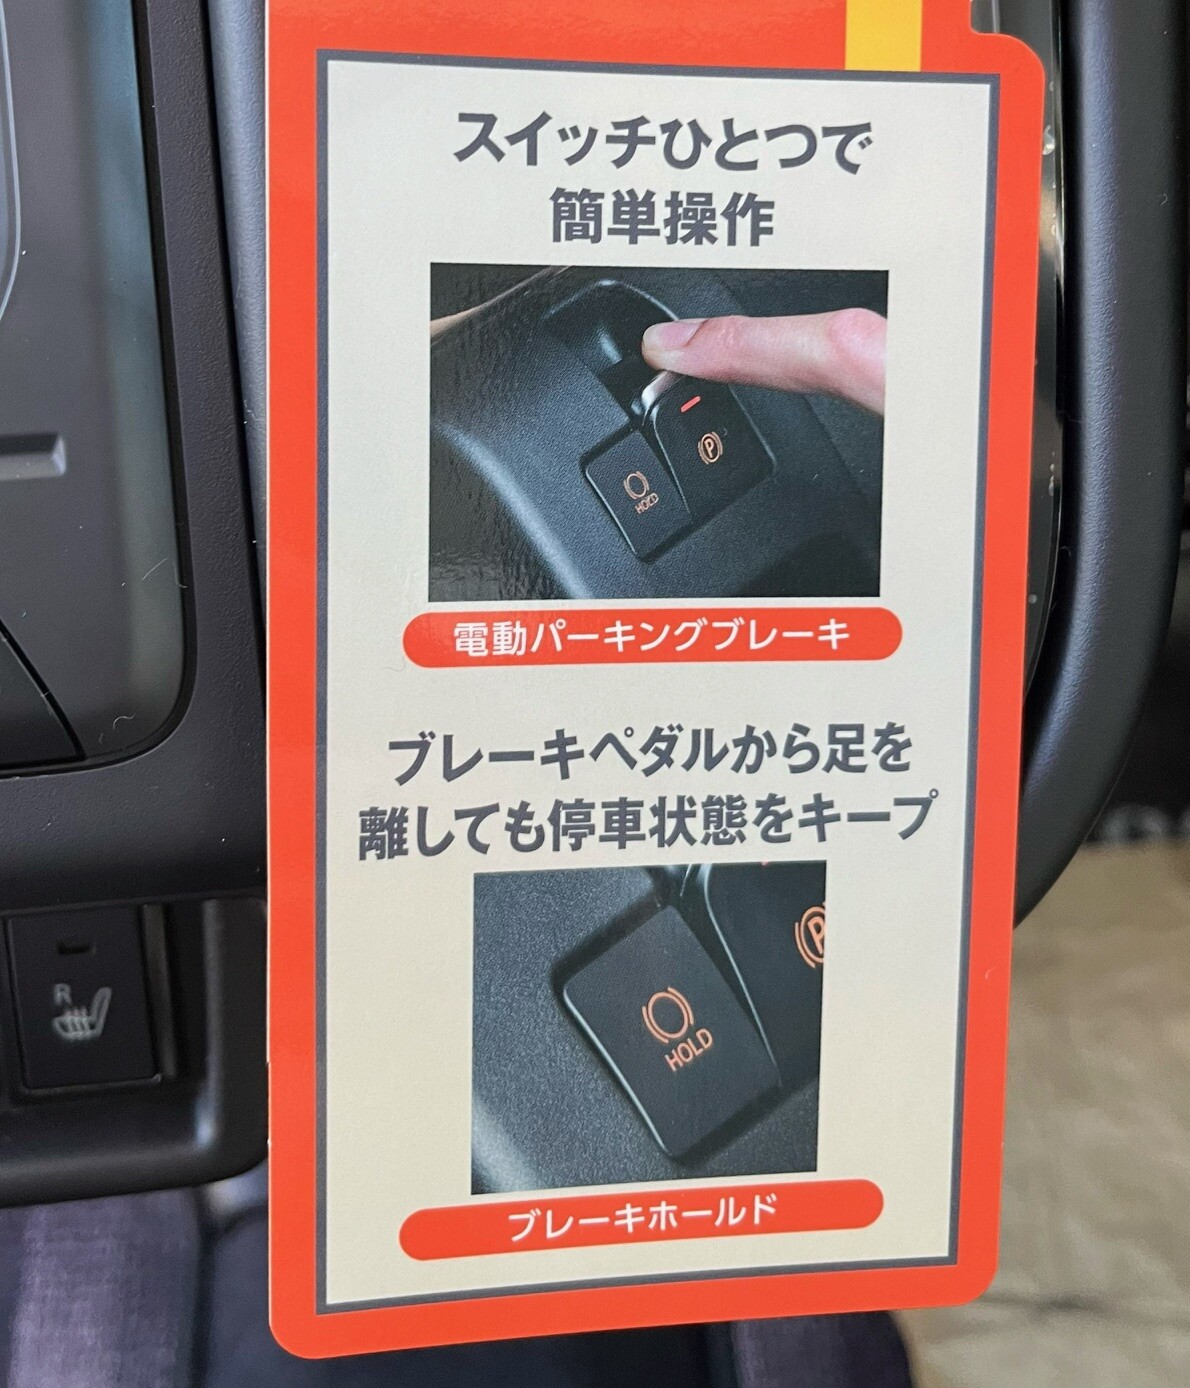 スイッチひとつで
簡単操作
HOLD
P
電動パーキングブレーキ
ブレーキペダルから足を
離しても停車状態をキープ
P
HOLD
ブレーキホールド
R